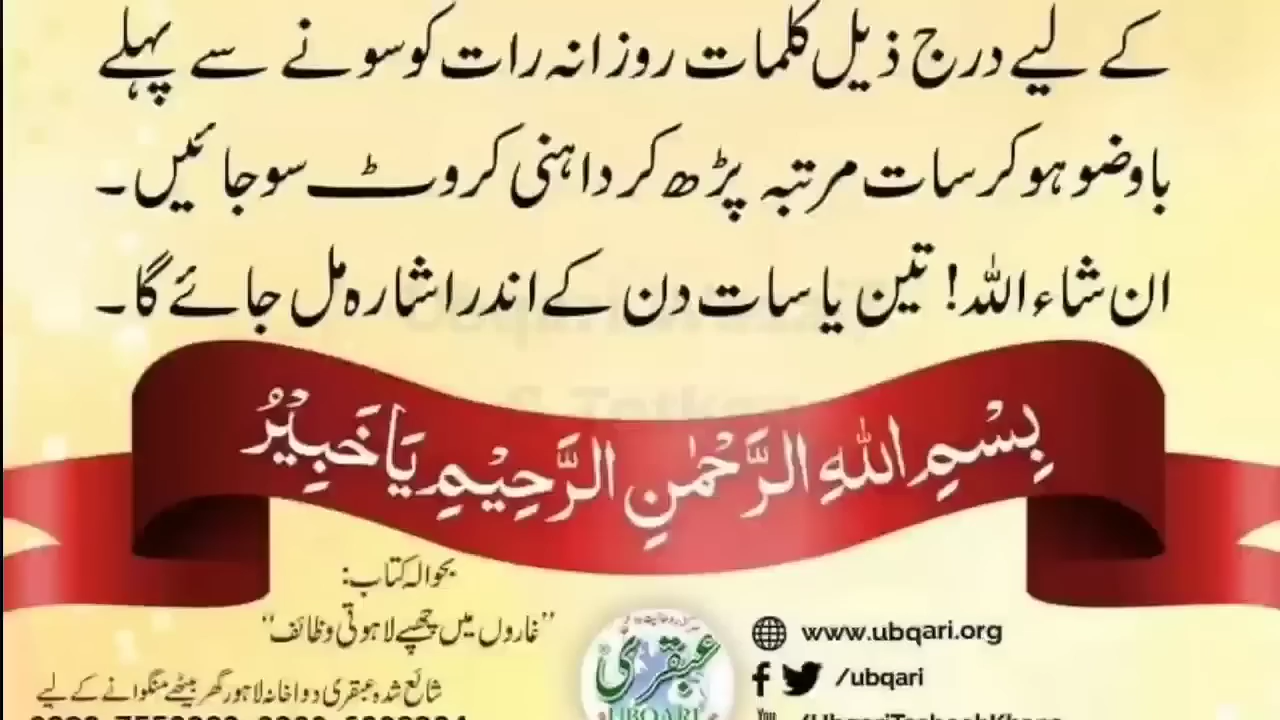 کے لیے درج ذیل کلمات روزانہ رات کو سونے سے پہلے
باوضو ہو کر سات مرتبہ پڑھ کر داہنی کروٹ سو جائیں۔
ان شاء اللہ! تین یا سات دن کے اندر اشارہ مل جائے گا۔
بِسْمِ اللهِ الرَّحْمٰنِ الرَّحِيْمِ يَا خَبِيْرُ
بحوالہ کتاب:
"غاروں میں چھپے لاہوتی وظائف"
شائع شدہ عبقری دواخانہ لاہور گھر بیٹھے منگوانے کے لیے
عبقری
UBQARI
www.ubqari.org
/ubqari